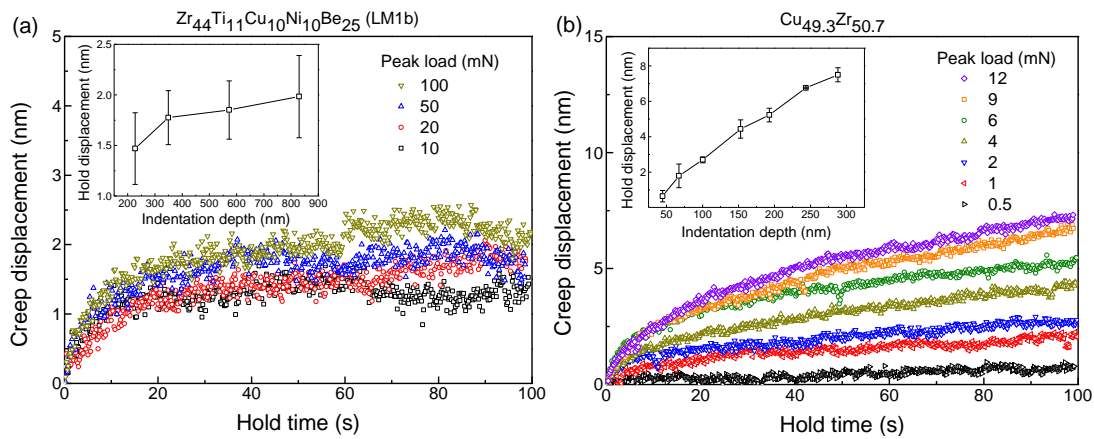 (a) Zr44Ti11Cu10Ni10Be25 (LM1b)
Creep displacement (nm)
5
4
3
2
1
0
0 20 40 60 80 100
Hold time (s)
Peak load (mN)
100
50
20
10
Hold displacement (nm)
2.5
2.0
1.5
1.0
200 300 400 500 600 700 800 900
Indentation depth (nm)
(b) Cu49.3Zr50.7
Creep displacement (nm)
15
10
5
0
0 20 40 60 80 100
Hold time (s)
Peak load (mN)
12
9
6
4
2
1
0.5
Hold displacement (nm)
8
6
4
2
50 100 150 200 250 300
Indentation depth (nm)